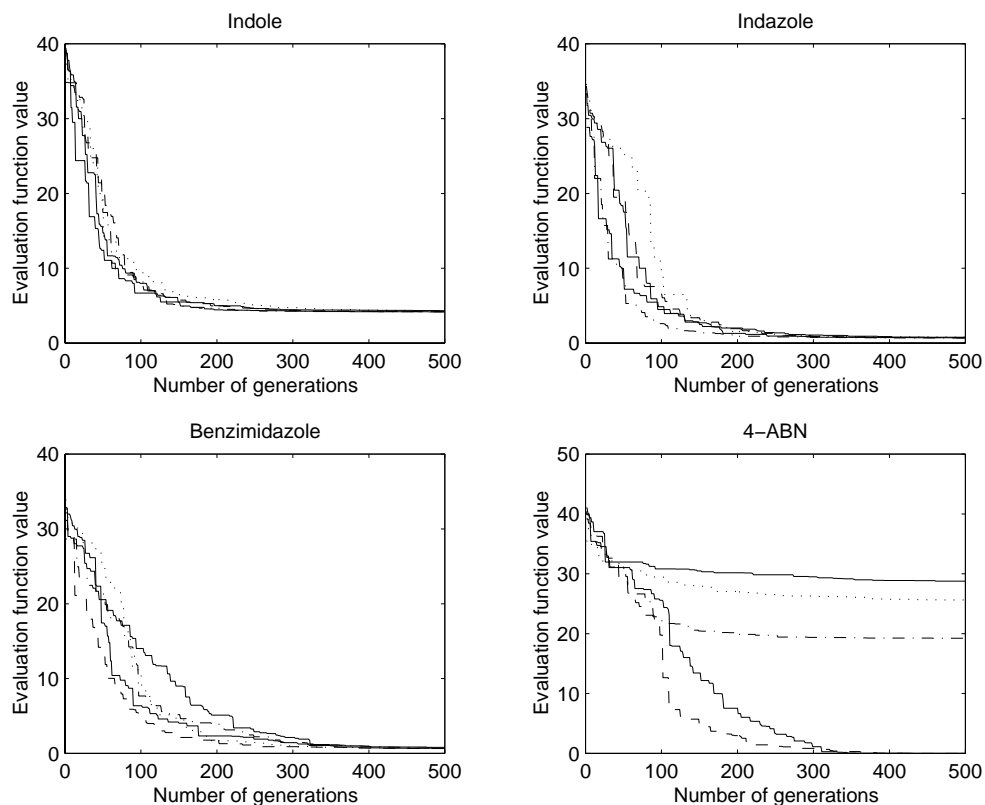 Indole
40
30
20
10
0
0 100 200 300 400 500
Evaluation function value
Number of generations
Indazole
40
30
20
10
0
0 100 200 300 400 500
Evaluation function value
Number of generations
Benzimidazole
40
30
20
10
0
0 100 200 300 400 500
Evaluation function value
Number of generations
4−ABN
50
40
30
20
10
0
0 100 200 300 400 500
Evaluation function value
Number of generations